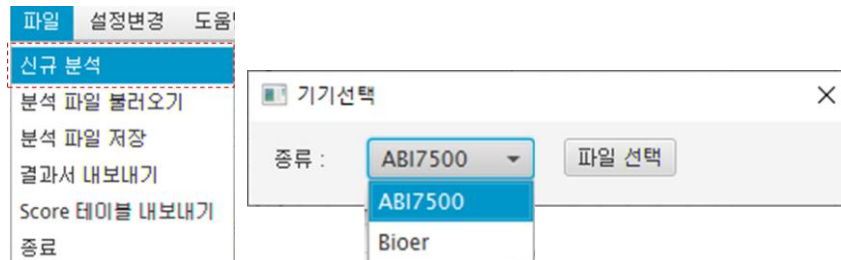 파일 설정변경 도움
신규 분석
분석 파일 불러오기
분석 파일 저장
결과서 내보내기
Score 테이블 내보내기
종료
기기선택
종류 : ABI7500 파일 선택
ABI7500
Bioer